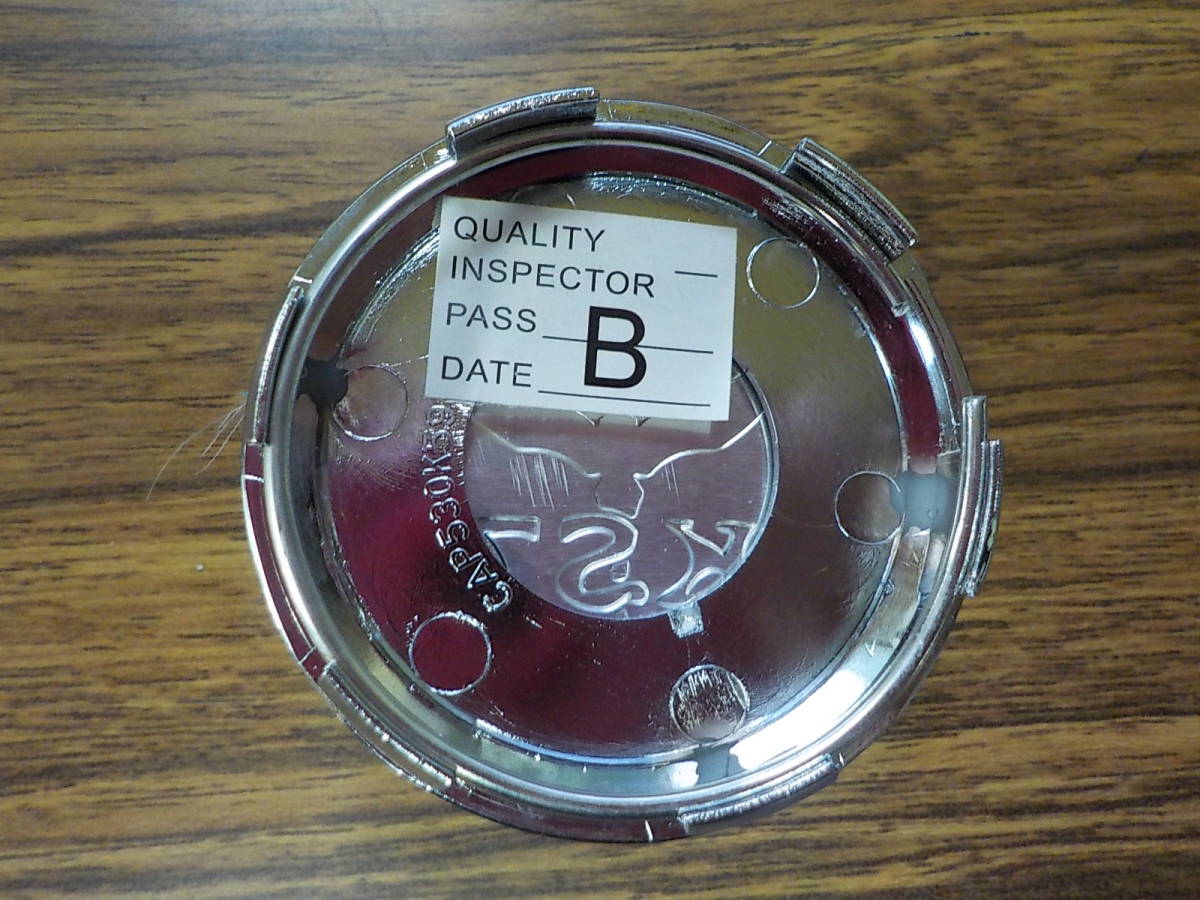 QUALITY
INSPECTOR
PASS B
DATE
CAP530K59